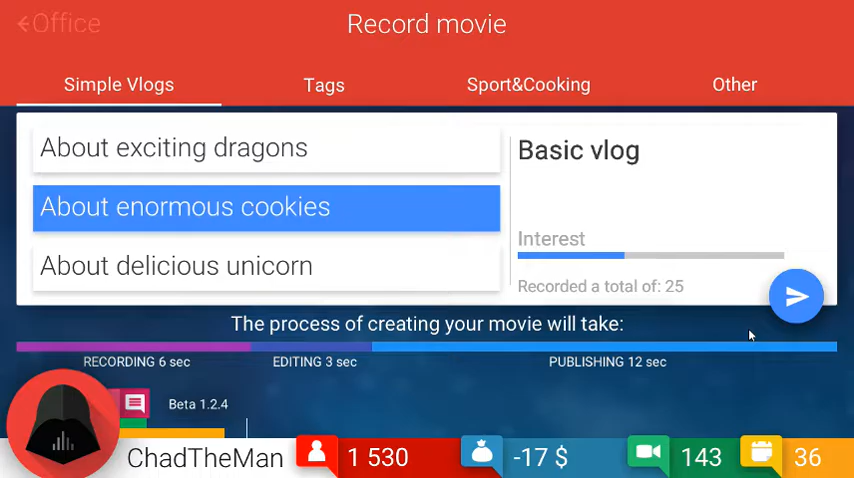 Office
Record movie
Simple Vlogs
Tags
Sport&Cooking
Other
About exciting dragons
About enormous cookies
About delicious unicorn
Basic vlog
Interest
Recorded a total of: 25
The process of creating your movie will take:
RECORDING 6 sec
EDITING 3 sec
PUBLISHING 12 sec
Beta 1.2.4
ChadTheMan
1 530
-17 $
143
36